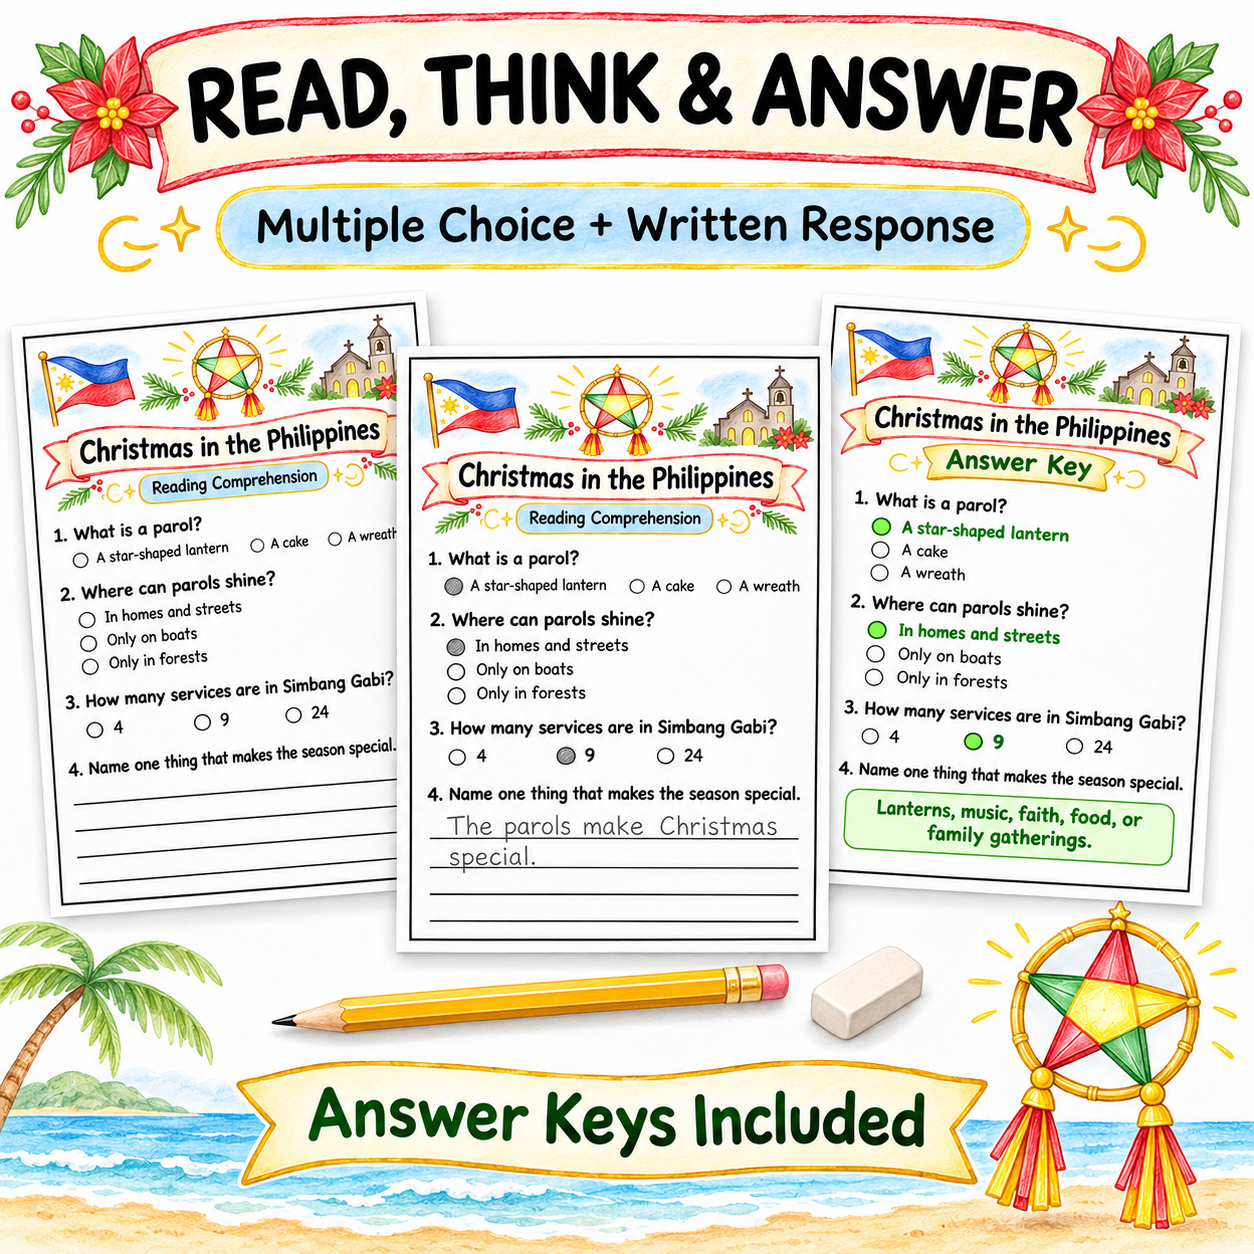 READ, THINK & ANSWER
Multiple Choice + Written Response
Christmas in the Philippines
Reading Comprehension
1. What is a parol?
A star-shaped lantern A cake A wreath
2. Where can parols shine?
In homes and streets
Only on boats
Only in forests
3. How many services are in Simbang Gabi?
4 9 24
4. Name one thing that makes the season special.
Christmas in the Philippines
Reading Comprehension
1. What is a parol?
A star-shaped lantern A cake A wreath
2. Where can parols shine?
In homes and streets
Only on boats
Only in forests
3. How many services are in Simbang Gabi?
4 9 24
4. Name one thing that makes the season special.
The parols make Christmas
special.
Christmas in the Philippines
Answer Key
1. What is a parol?
A star-shaped lantern
A cake
A wreath
2. Where can parols shine?
In homes and streets
Only on boats
Only in forests
3. How many services are in Simbang Gabi?
4 9 24
4. Name one thing that makes the season special.
Lanterns, music, faith, food, or
family gatherings.
Answer Keys Included